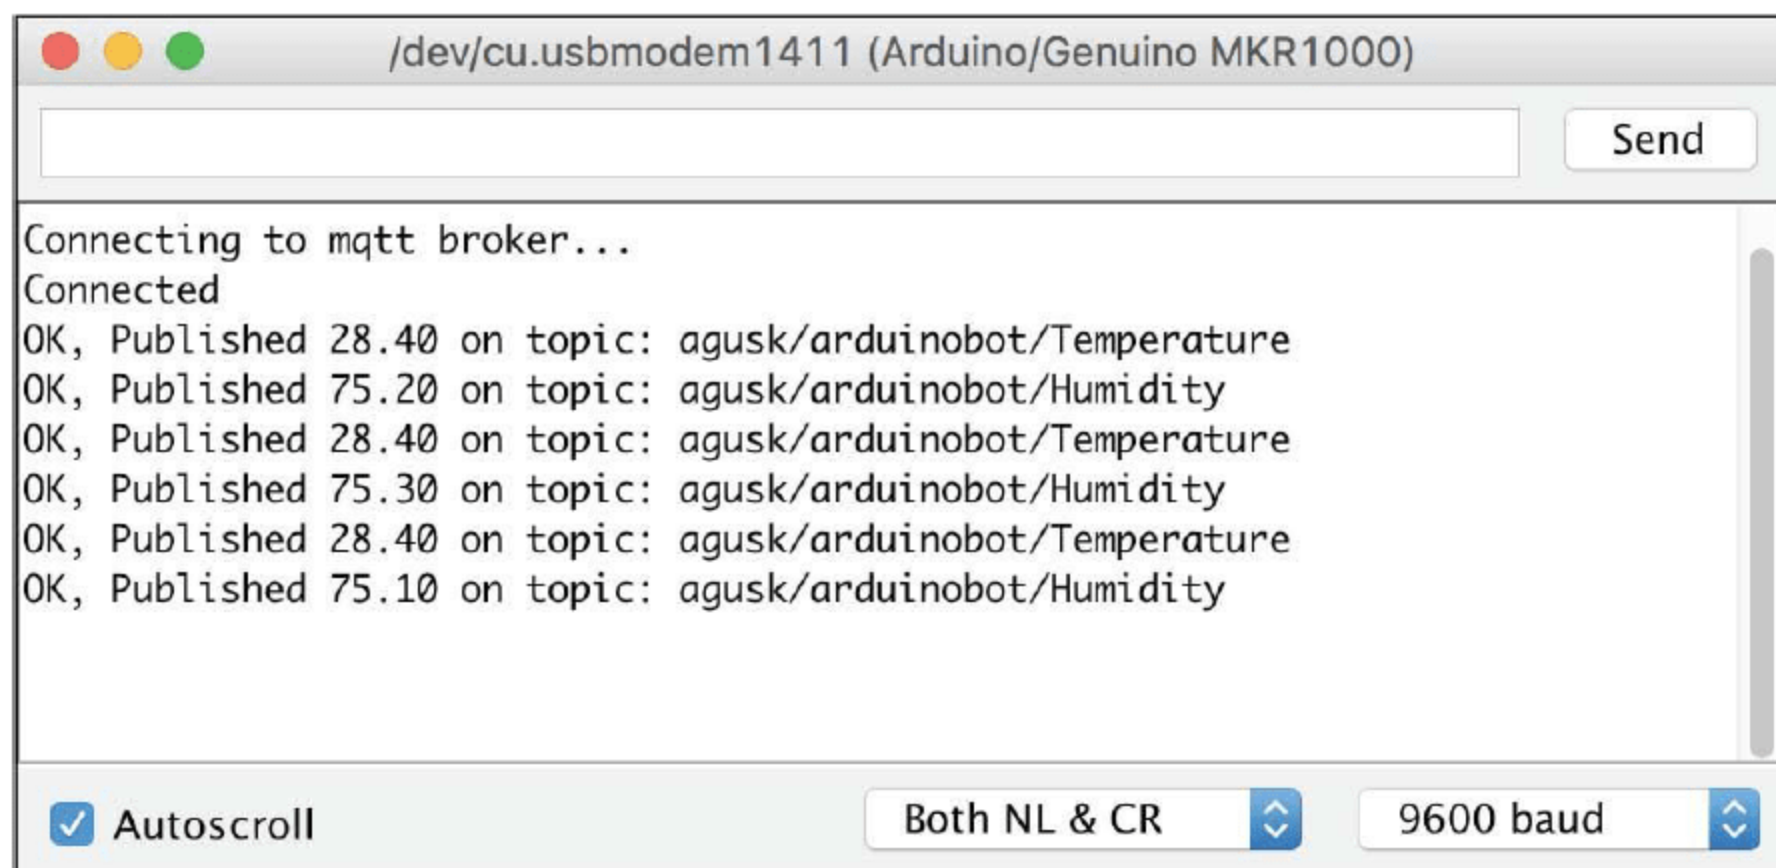 /dev/cu.usbmodem1411 (Arduino/Genuino MKR1000)
Send
Connecting to mqtt broker...
Connected
OK, Published 28.40 on topic: agusk/arduinobot/Temperature
OK, Published 75.20 on topic: agusk/arduinobot/Humidity
OK, Published 28.40 on topic: agusk/arduinobot/Temperature
OK, Published 75.30 on topic: agusk/arduinobot/Humidity
OK, Published 28.40 on topic: agusk/arduinobot/Temperature
OK, Published 75.10 on topic: agusk/arduinobot/Humidity
Autoscroll Both NL & CR 9600 baud